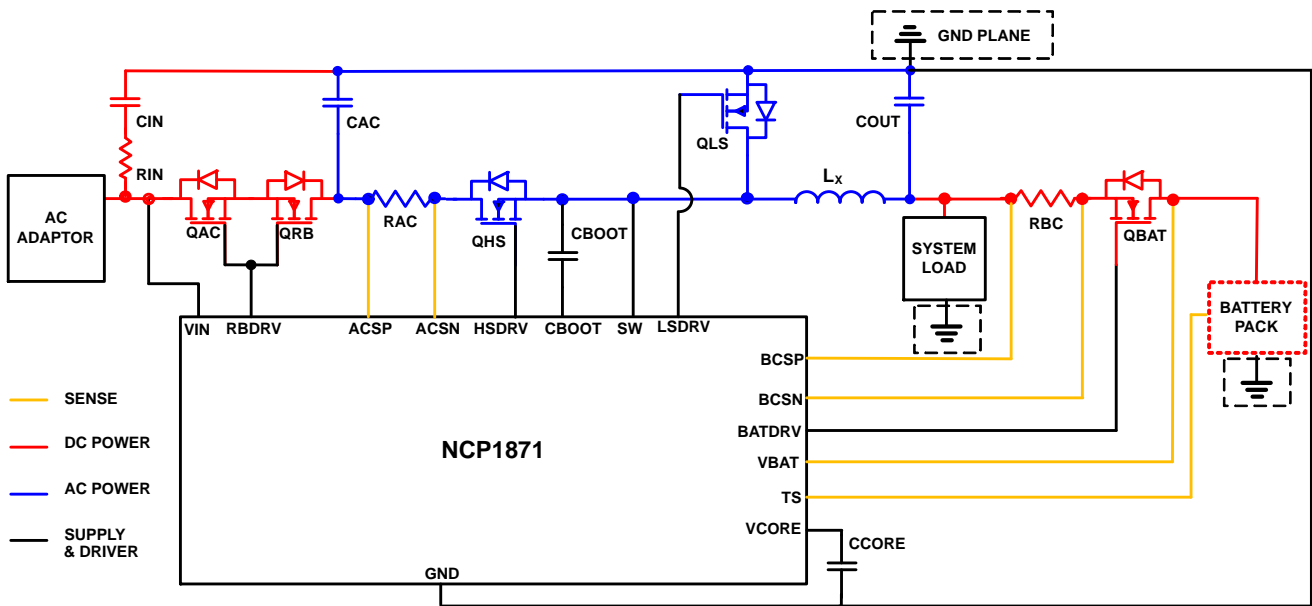 GND PLANE
CIN
CAC
QLS
COUT
RIN
LX
AC
ADAPTOR
QAC
QRB
RAC
QHS
CBOOT
SYSTEM
LOAD
RBC
QBAT
BATTERY
PACK
VIN
RBDRV
ACSP
ACSN
HSDRV
CBOOT
SW
LSDRV
BCSP
BCSN
BATDRV
VBAT
TS
VCORE
CCORE
GND
NCP1871
SENSE
DC POWER
AC POWER
SUPPLY
& DRIVER